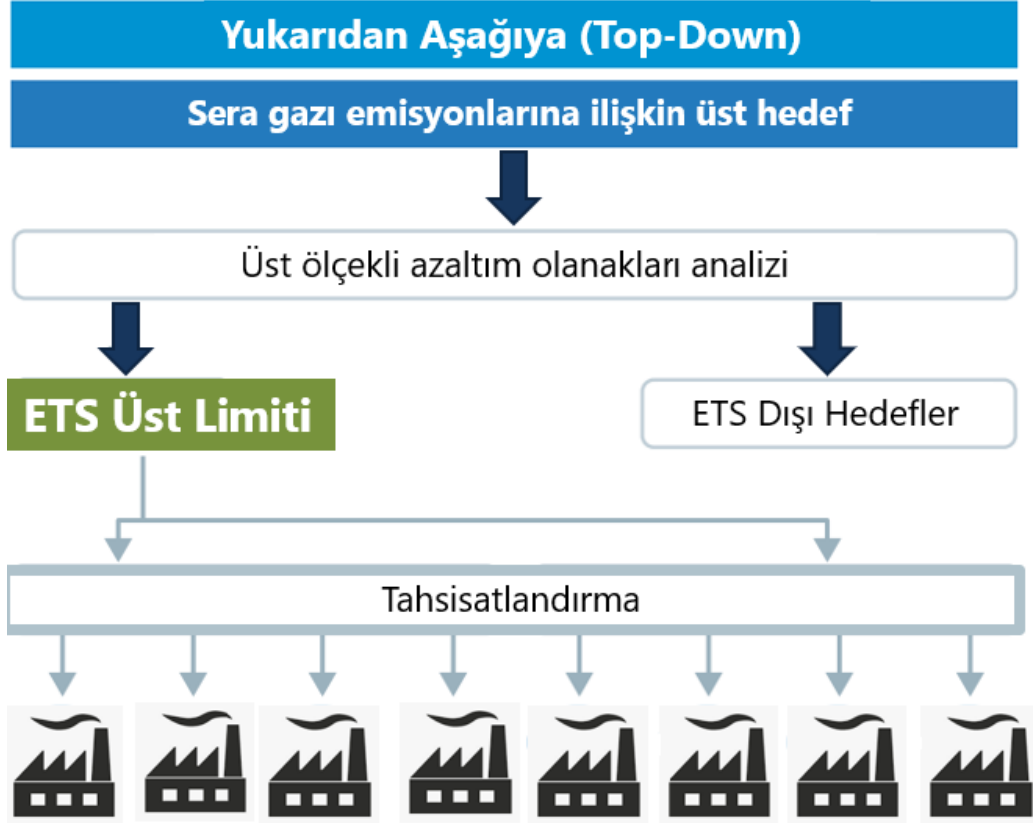 Yukarıdan Aşağıya (Top-Down)
Sera gazı emisyonlarına ilişkin üst hedef
Üst ölçekli azaltım olanakları analizi
ETS Üst Limiti
ETS Dışı Hedefler
Tahsisatlandırma